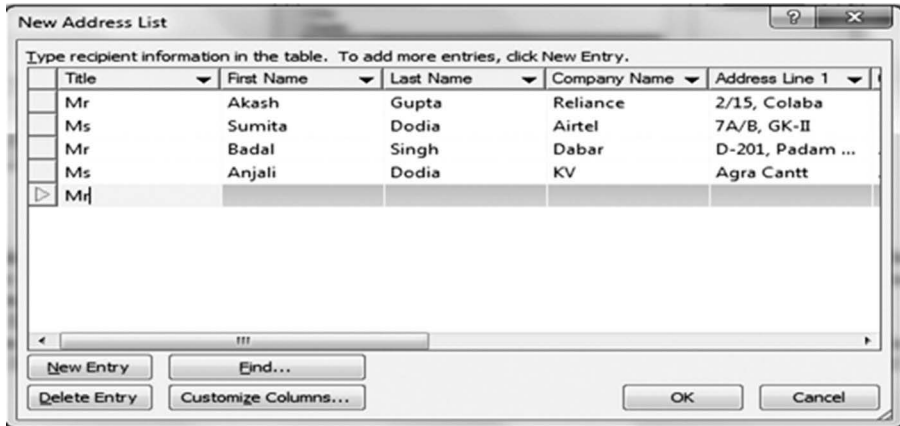 New Address List
Type recipient information in the table. To add more entries, click New Entry.
Title First Name Last Name Company Name Address Line 1
Mr Akash Gupta Reliance 2/15, Colaba
Ms Sumita Dodia Airtel 7A/B, GK-II
Mr Badal Singh Dabar D-201, Padam ...
Ms Anjali Dodia KV Agra Cantt
Mr
New Entry Find...
Delete Entry Customize Columns... OK Cancel